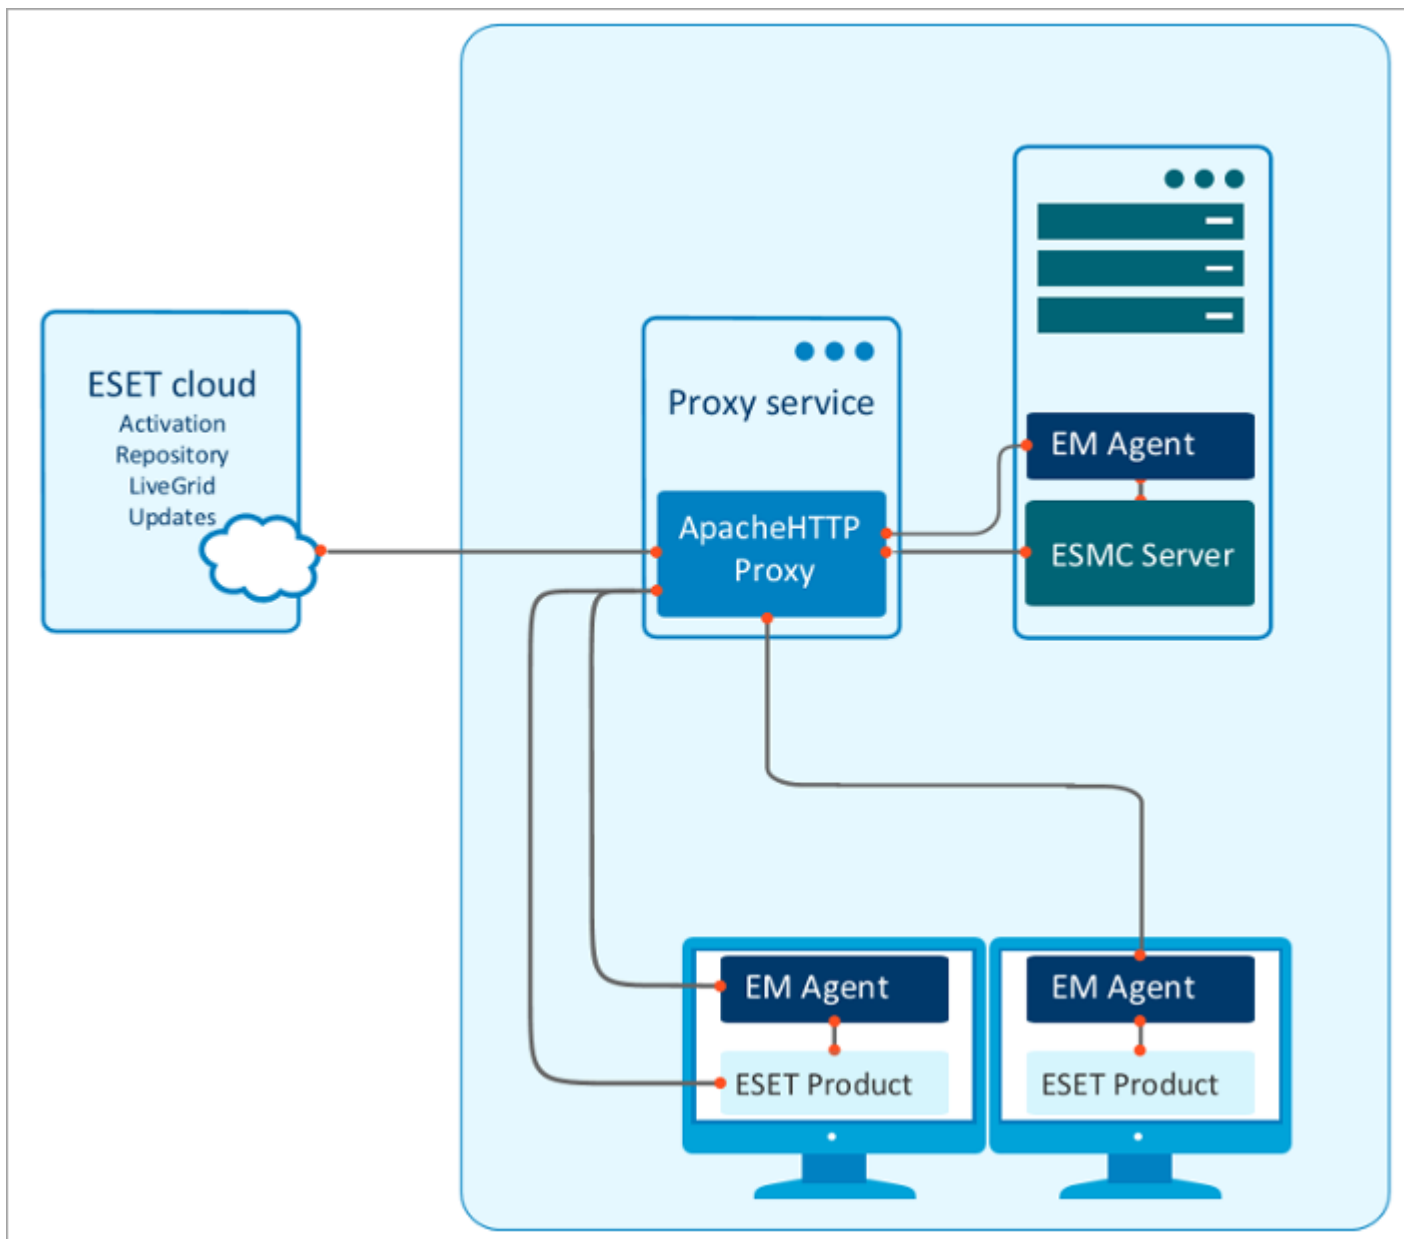 ESET cloud
Activation
Repository
LiveGrid
Updates
Proxy service
ApacheHTTP
Proxy
EM Agent
ESMC Server
EM Agent
ESET Product
EM Agent
ESET Product